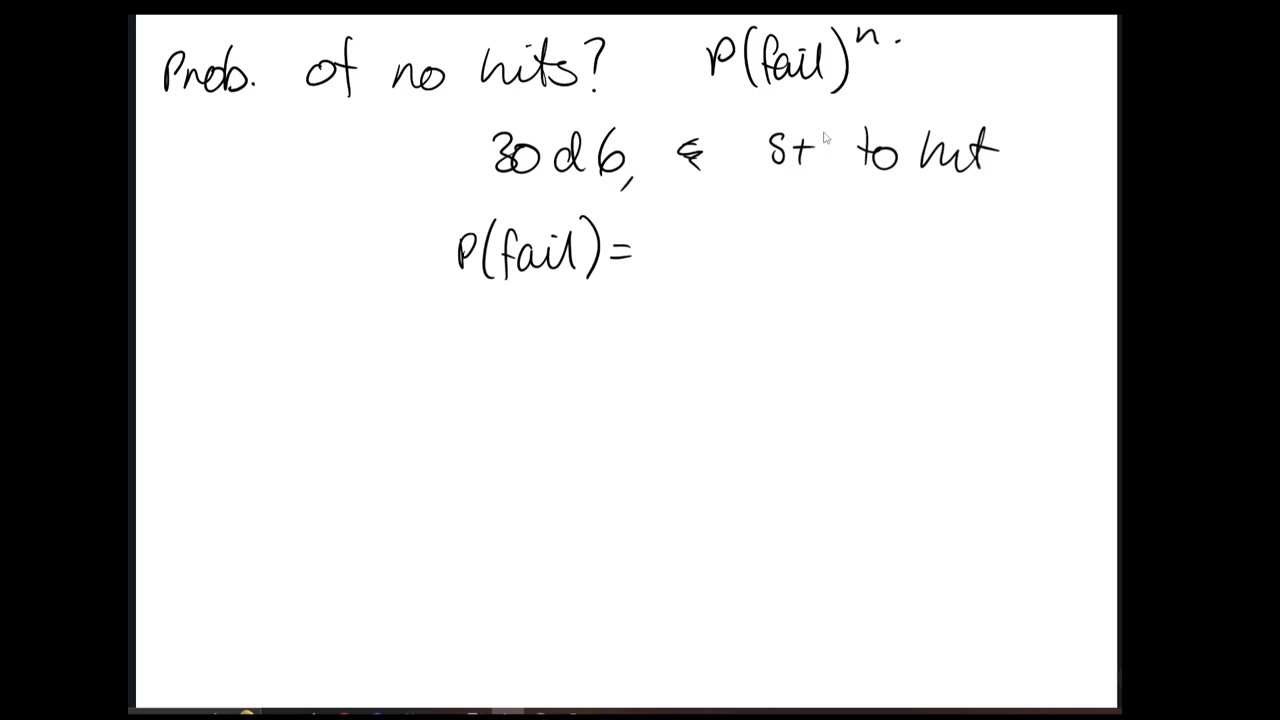 Prob. of no hits? P(fail)ⁿ.
30d6, & 5+ to hit
P(fail)=